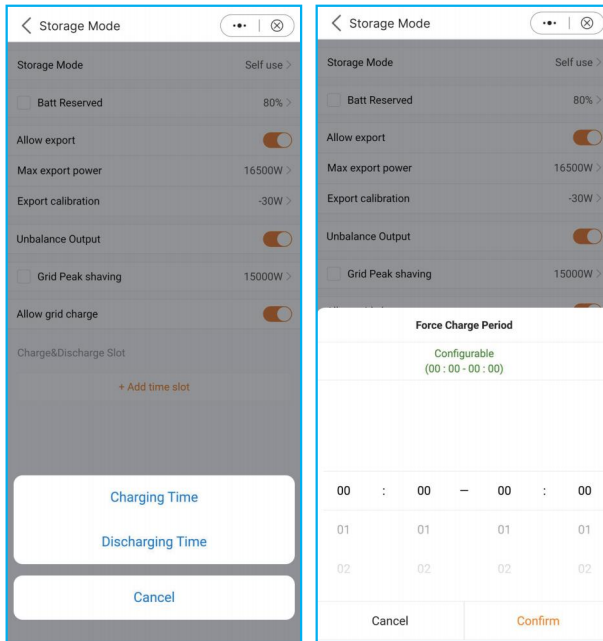 Storage Mode
Storage Mode Self use >
Batt Reserved 80% >
Allow export
Max export power 16500W >
Export calibration -30W >
Unbalance Output
Grid Peak shaving 15000W >
Allow grid charge
Charge&Discharge Slot
+ Add time slot
Charging Time
Discharging Time
Cancel
Storage Mode
Storage Mode Self use >
Batt Reserved 80% >
Allow export
Max export power 16500W >
Export calibration -30W >
Unbalance Output
Grid Peak shaving 15000W >
Force Charge Period
Configurable
(00 : 00 - 00 : 00)
00 : 00 — 00 : 00
01 01 01 01
02 02 02 02
Cancel Confirm